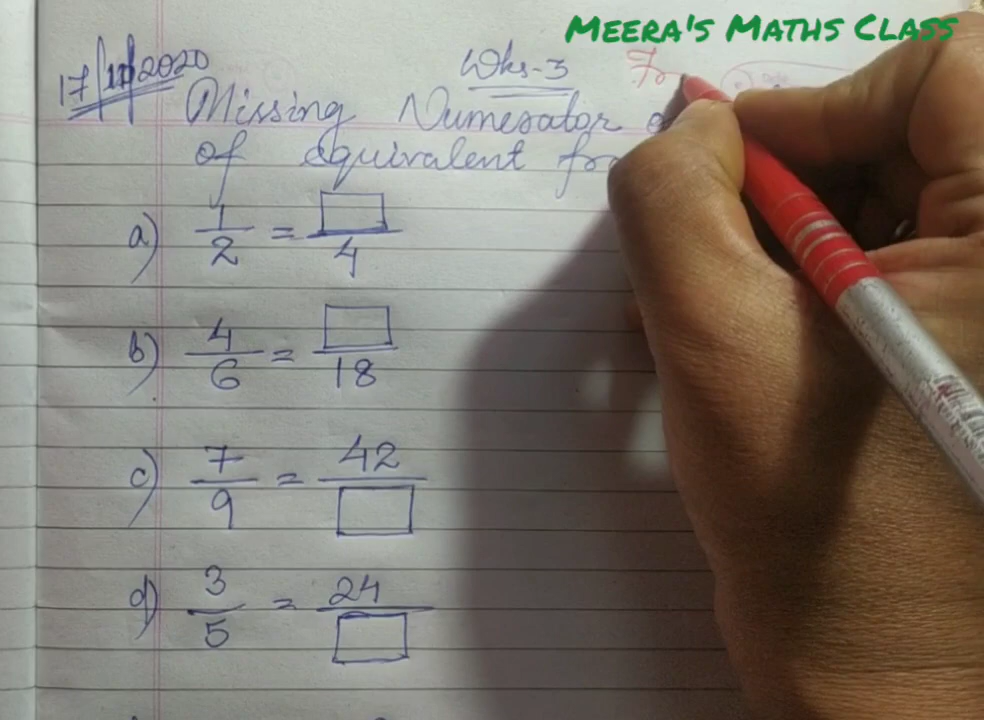 MEERA'S MATHS CLASS
17/11/2020
Wks-3
Missing Numerator
of equivalent
a) 1/2 = □/4
b) 4/6 = □/18
c) 7/9 = 42/□
d) 3/5 = 24/□